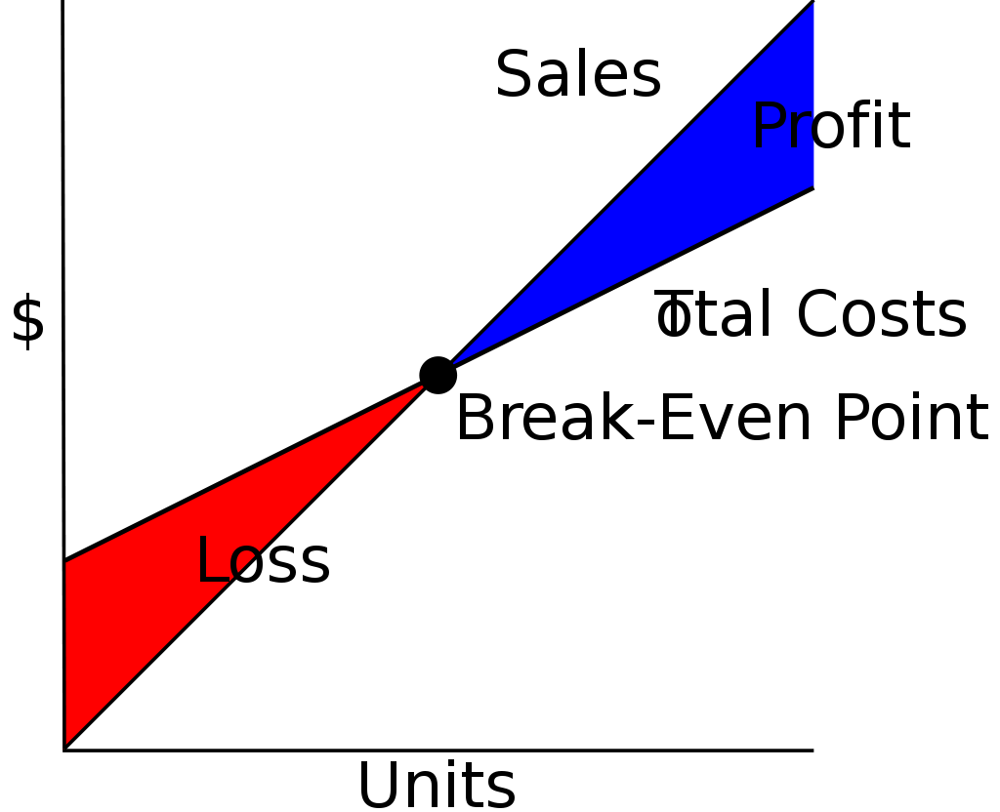 Sales
Profit
$
Total Costs
Break-Even Point
Loss
Units